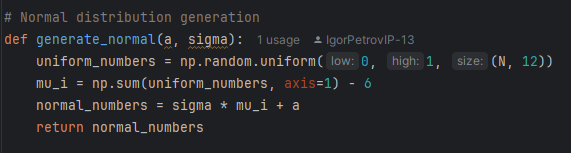 # Normal distribution generation
def generate_normal(a, sigma): 1 usage IgorPetrovIP-13
    uniform_numbers = np.random.uniform( low: 0, high: 1, size: (N, 12))
    mu_i = np.sum(uniform_numbers, axis=1) - 6
    normal_numbers = sigma * mu_i + a
    return normal_numbers